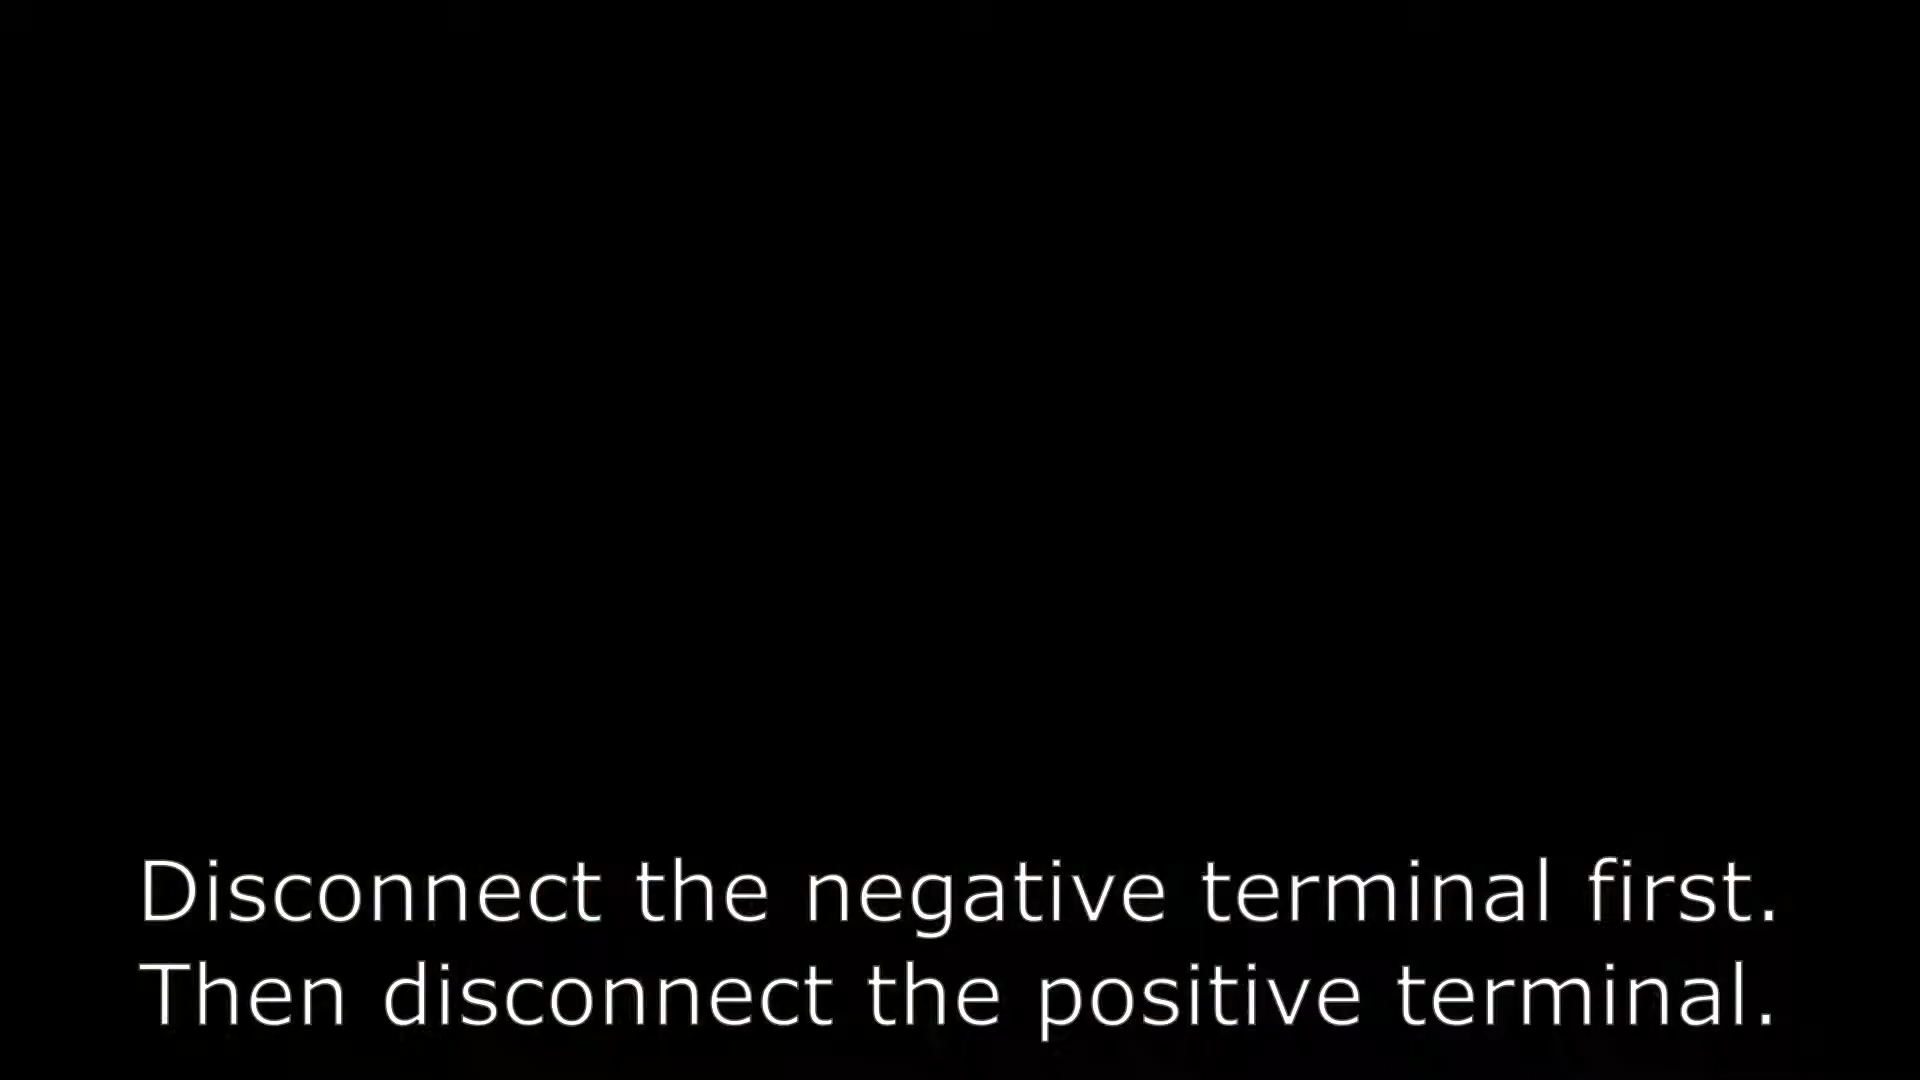 Disconnect the negative terminal first.
Then disconnect the positive terminal.